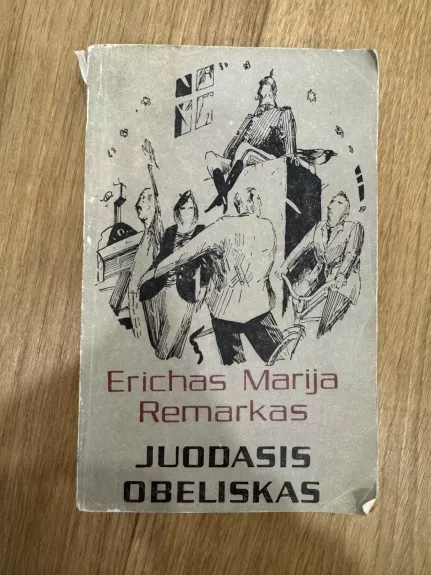 Erichas Marija
Remarkas
JUODASIS
OBELISKAS